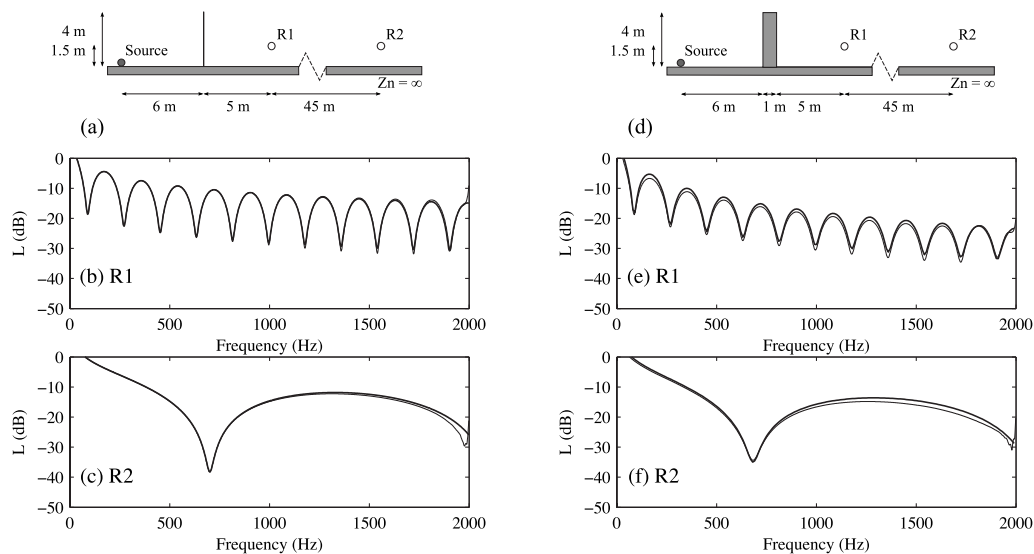 4 m
1.5 m
Source
R1
R2
Zn = ∞
6 m
5 m
45 m
(a)
4 m
1.5 m
Source
R1
R2
Zn = ∞
6 m
1 m
5 m
45 m
(d)
L (dB)
0
−10
−20
−30
−40
−50
(b) R1
0
500
1000
1500
2000
Frequency (Hz)
L (dB)
0
−10
−20
−30
−40
−50
(e) R1
0
500
1000
1500
2000
Frequency (Hz)
L (dB)
0
−10
−20
−30
−40
−50
(c) R2
0
500
1000
1500
2000
Frequency (Hz)
L (dB)
0
−10
−20
−30
−40
−50
(f) R2
0
500
1000
1500
2000
Frequency (Hz)